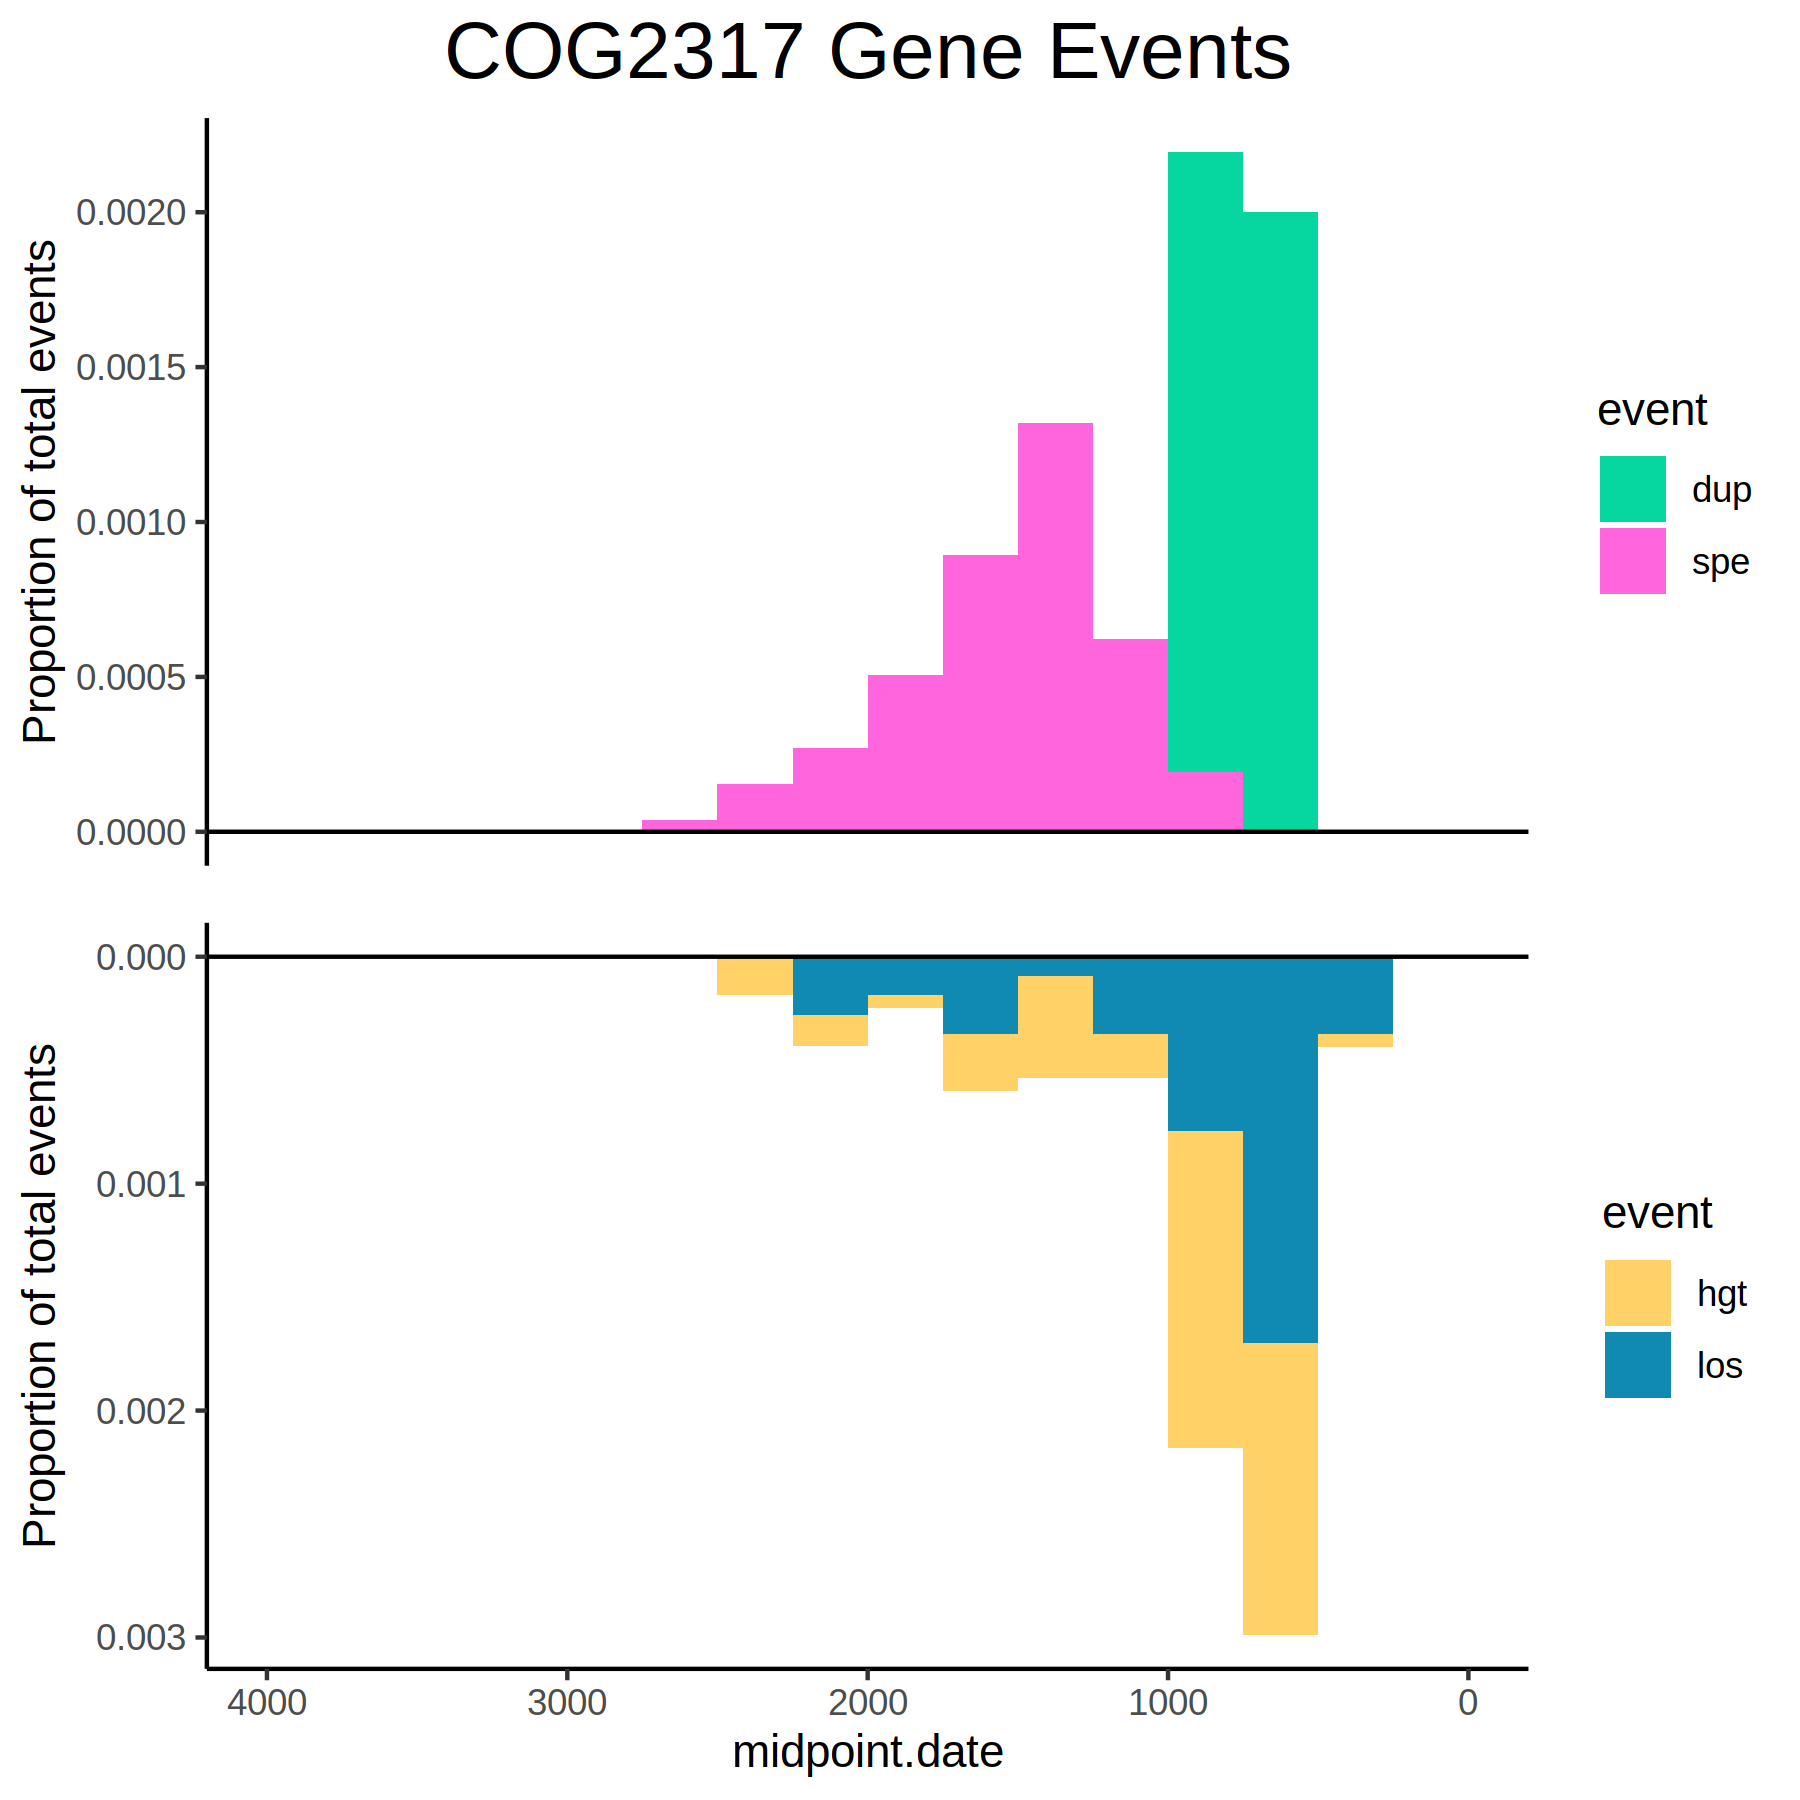 COG2317 Gene Events
Proportion of total events
0.0020
0.0015
0.0010
0.0005
0.0000
event
dup
spe
Proportion of total events
0.000
0.001
0.002
0.003
event
hgt
los
4000 3000 2000 1000 0
midpoint.date